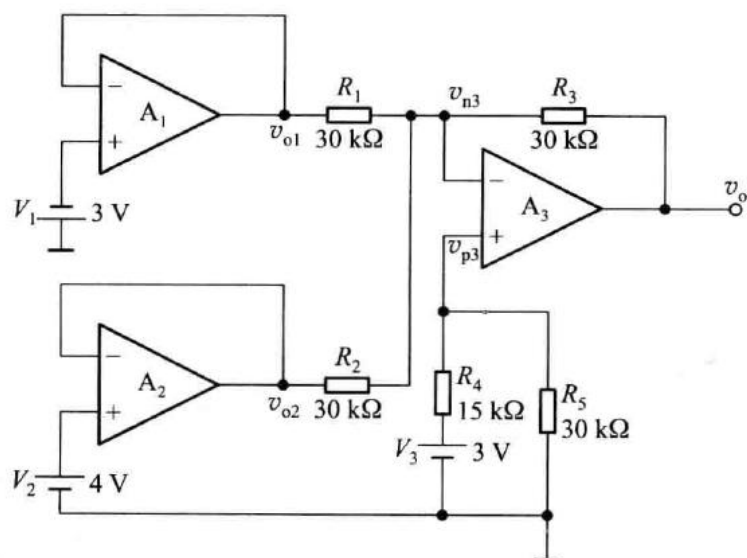 R1
30 kΩ
vn3
R3
30 kΩ
−
A1
+
vo1
V1
3 V
−
A3
+
vo
vp3
−
A2
+
R2
30 kΩ
vo2
R4
15 kΩ
R5
30 kΩ
V3
3 V
V2
4 V